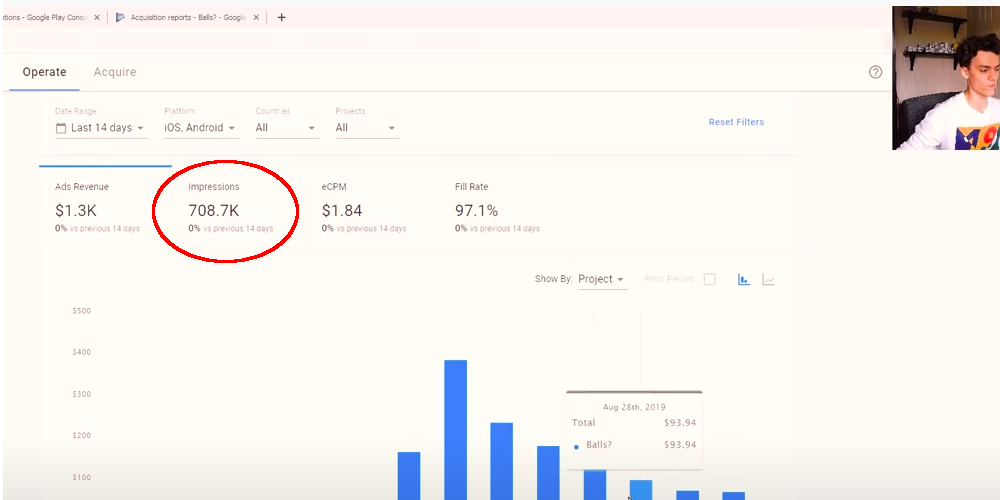 ations - Google Play Conso
Acquisition reports - Balls? - Google
Operate
Acquire
Date Range
Platform
Countries
Projects
Last 14 days
iOS, Android
All
All
Reset Filters
Ads Revenue
Impressions
eCPM
Fill Rate
$1.3K
708.7K
$1.84
97.1%
0% vs previous 14 days
0% vs previous 14 days
0% vs previous 14 days
0% vs previous 14 days
Show By: Project
Prior Period
$500
$400
$300
$200
$100
Aug 28th, 2019
Total $93.94
Balls? $93.94